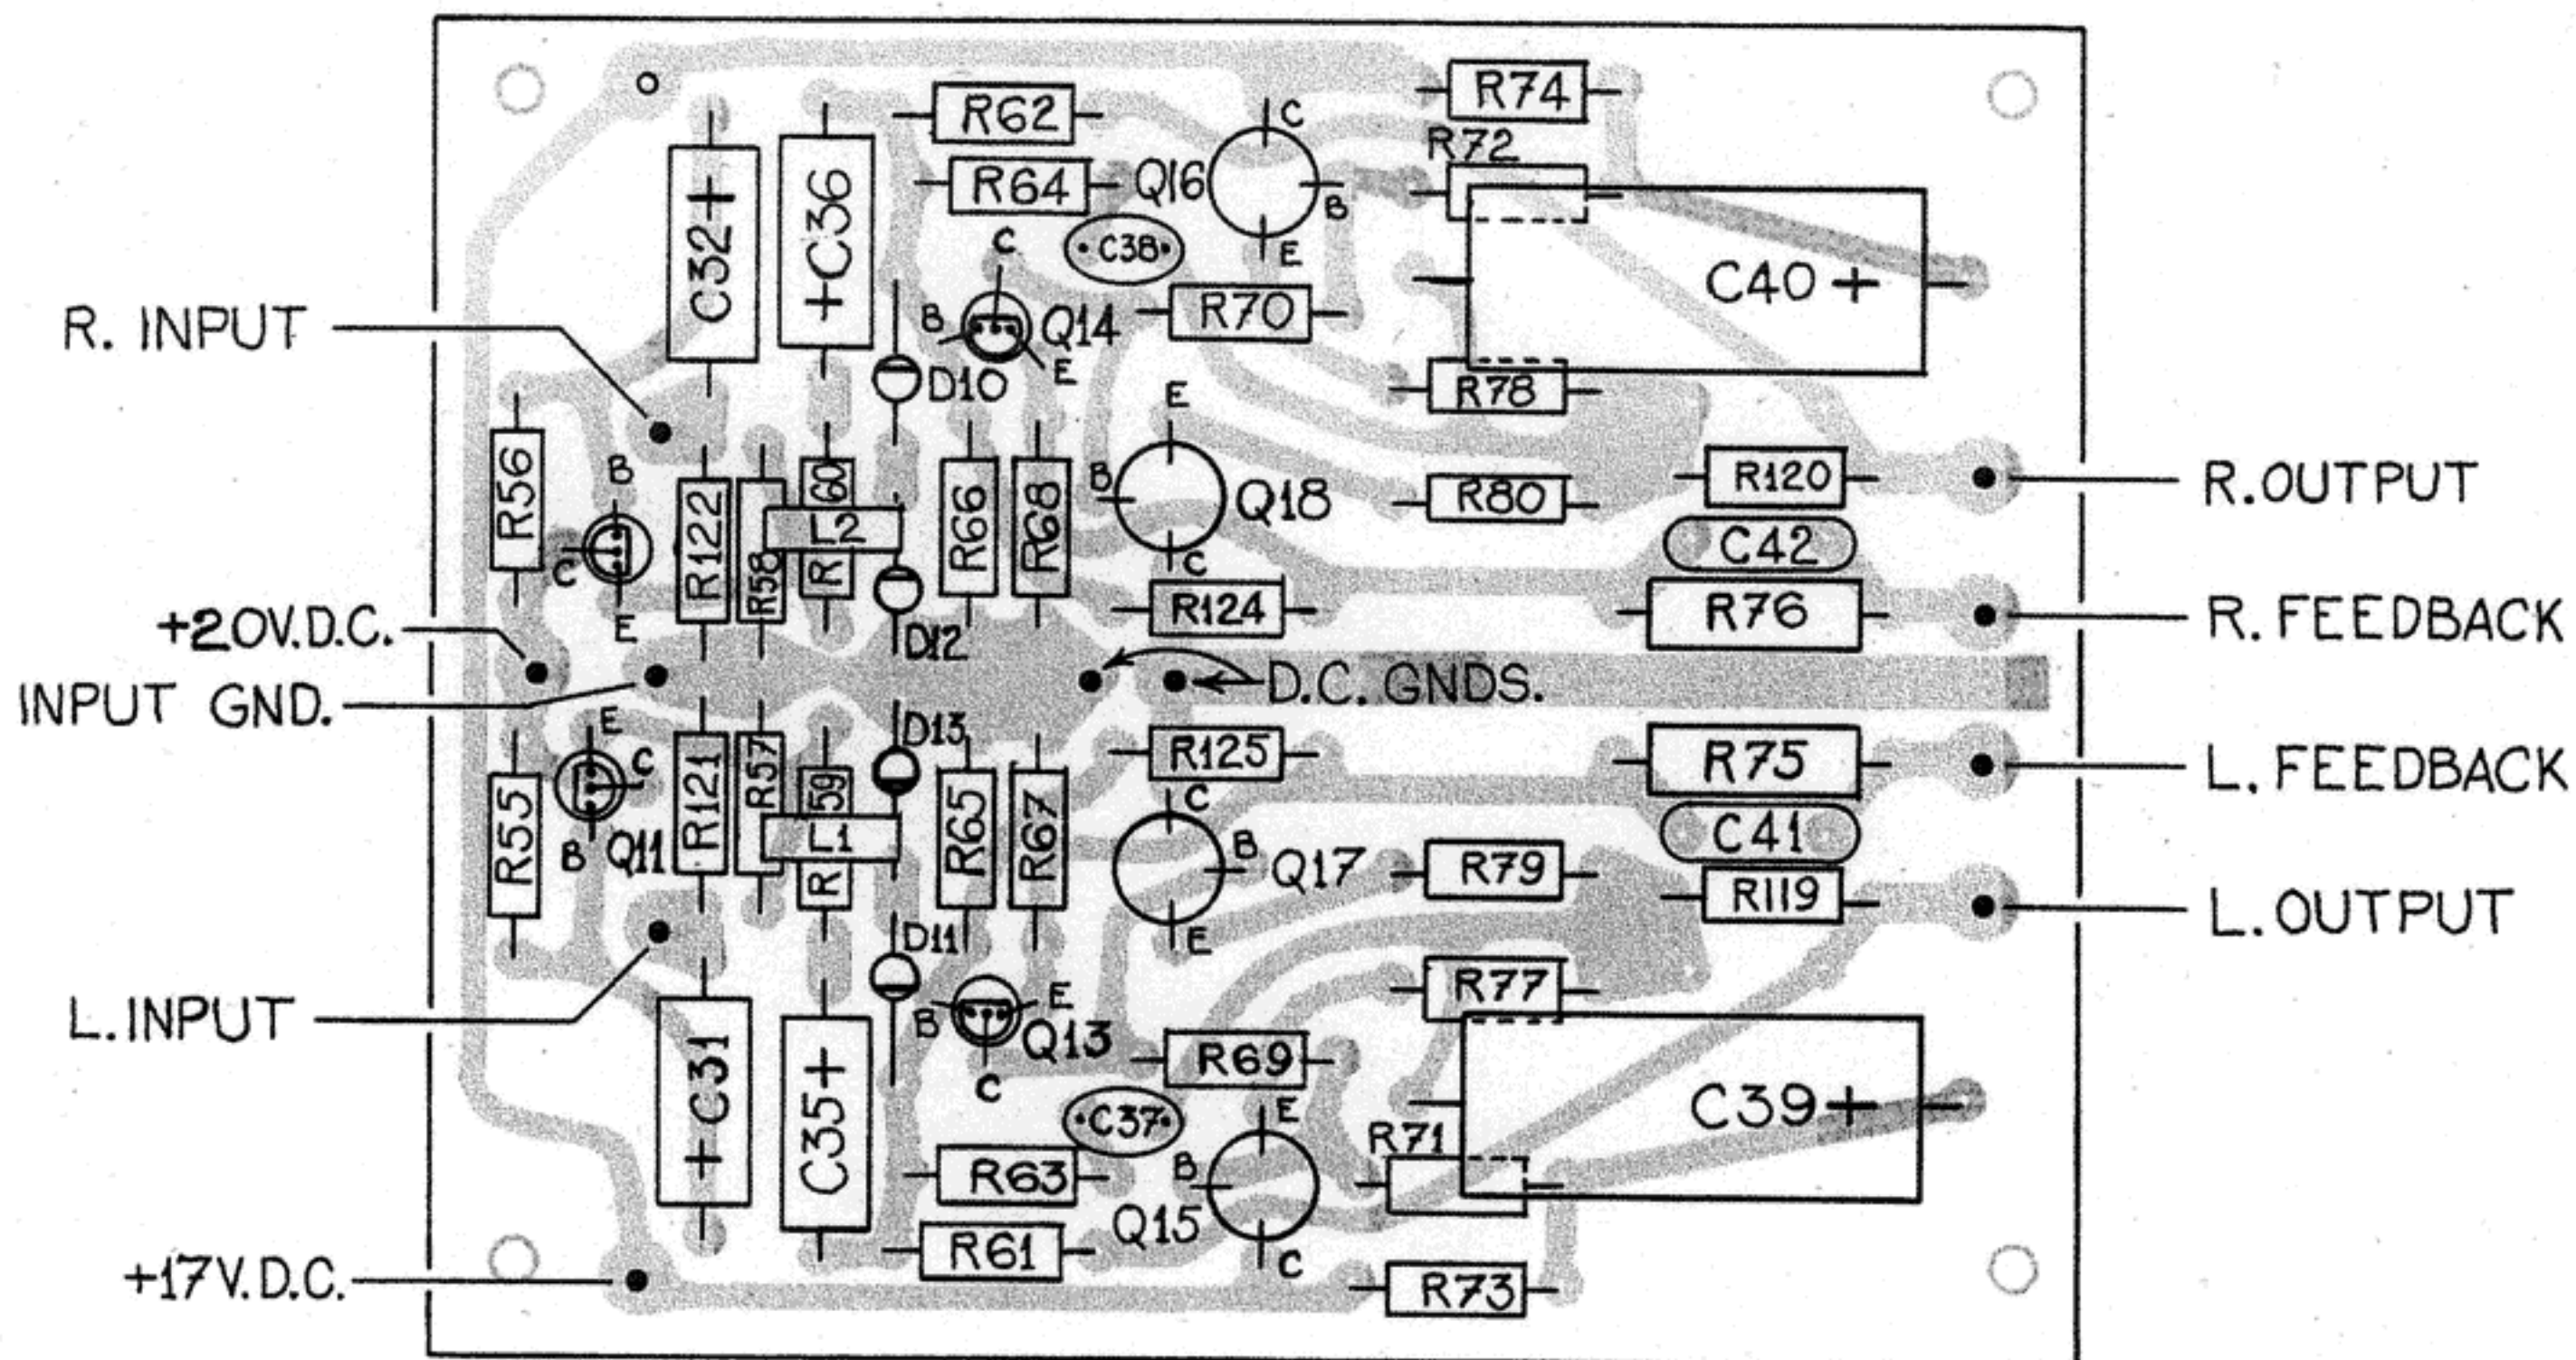 R74
R62
C
R72
R64
Q16
B
C32+
+C36
C
C38
E
C40 +
R. INPUT
B
Q14
R70
E
D10
R78
E
R56
B
R122
R58
R60
L2
R66
R68
B
Q18
R80
R120
R. OUTPUT
C42
C
C
E
D12
R124
R76
R. FEEDBACK
+20V.D.C.
INPUT GND.
D.C. GNDS.
E
C
B
Q11
D13
R55
R121
R57
R59
L1
R65
R67
R125
R75
L. FEEDBACK
C
B
Q17
R79
C41
R119
L. OUTPUT
E
D11
R77
L. INPUT
B
E
Q13
C
R69
+C31
C35+
C37
E
R71
C39+
R63
B
Q15
R61
C
R73
+17V.D.C.